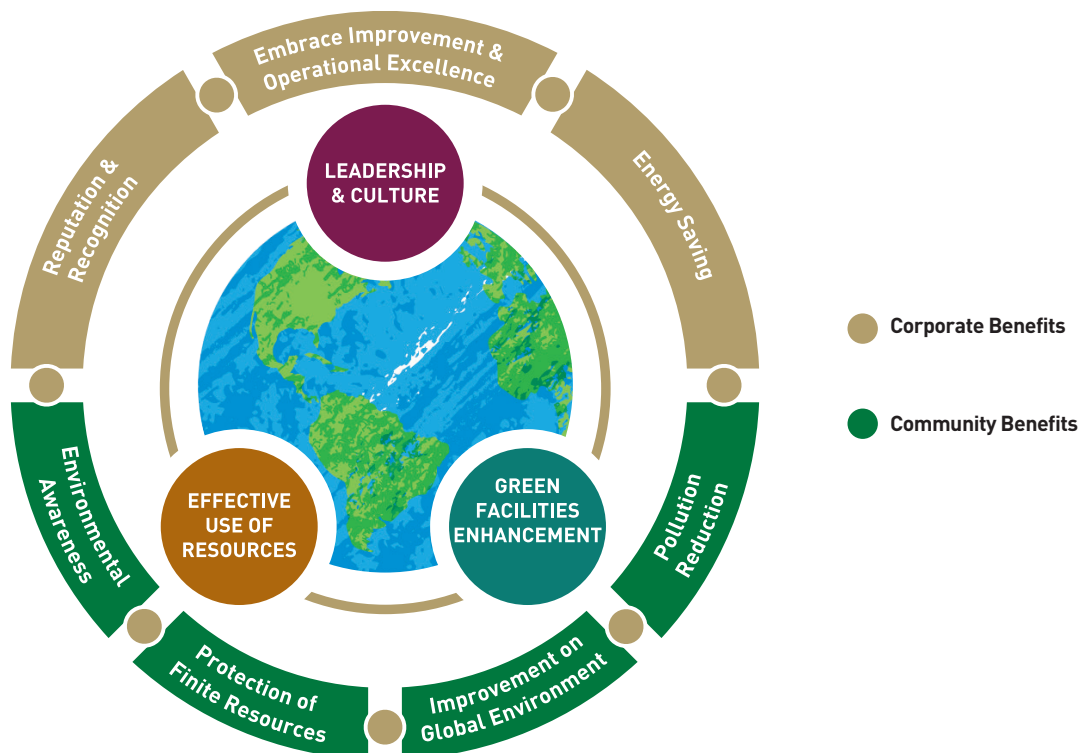 Embrace Improvement &
Operational Excellence
Reputation &
Recognition
Energy Saving
LEADERSHIP
& CULTURE
Corporate Benefits
Community Benefits
EFFECTIVE
USE OF
RESOURCES
GREEN
FACILITIES
ENHANCEMENT
Environmental
Awareness
Pollution
Reduction
Protection of
Finite Resources
Improvement on
Global Environment